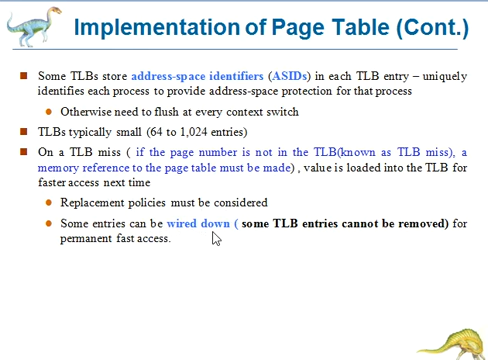 Implementation of Page Table (Cont.)
Some TLBs store address-space identifiers (ASIDs) in each TLB entry – uniquely
identifies each process to provide address-space protection for that process
Otherwise need to flush at every context switch
TLBs typically small (64 to 1,024 entries)
On a TLB miss ( if the page number is not in the TLB(known as TLB miss), a
memory reference to the page table must be made) , value is loaded into the TLB for
faster access next time
Replacement policies must be considered
Some entries can be wired down ( some TLB entries cannot be removed) for
permanent fast access.